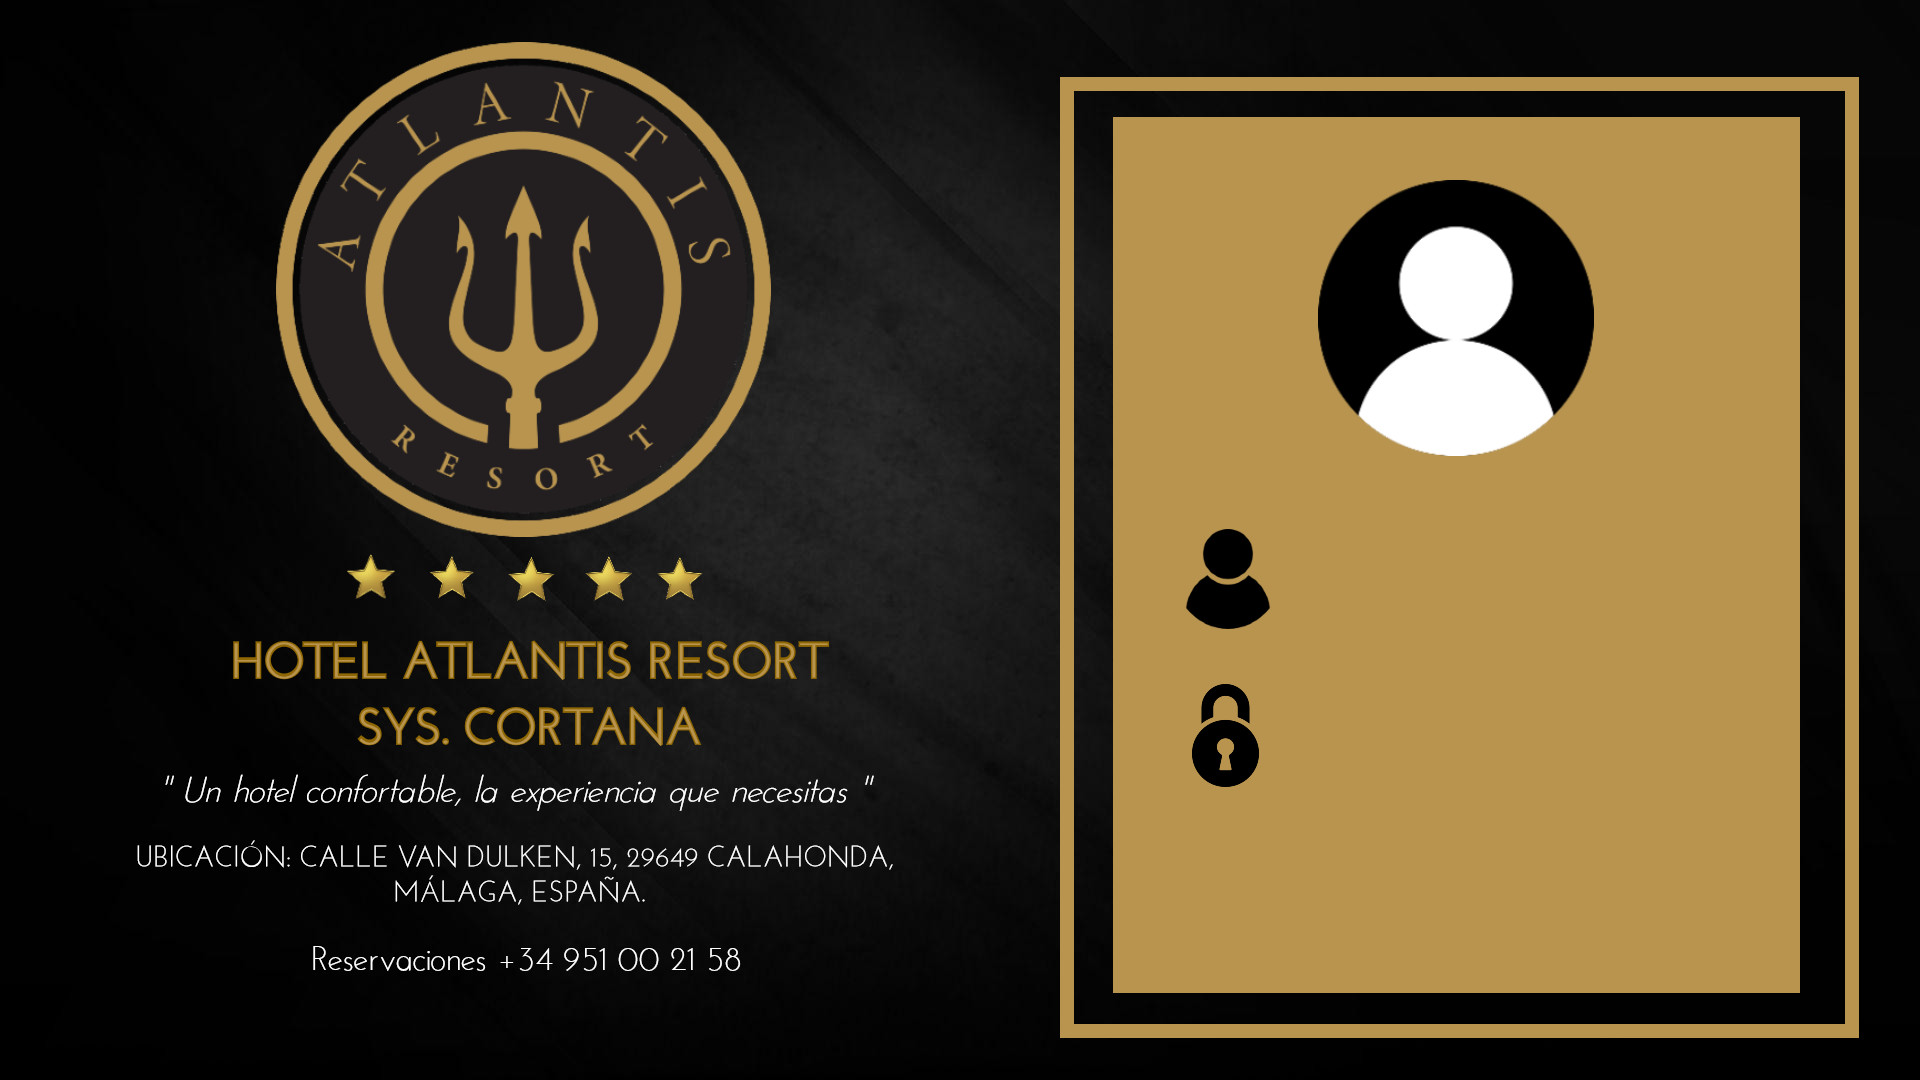 ATLANTIS
RESORT
HOTEL ATLANTIS RESORT
SYS. CORTANA
" Un hotel confortable, la experiencia que necesitas "
UBICACIÓN: CALLE VAN DULKEN, 15, 29649 CALAHONDA,
MÁLAGA, ESPAÑA.
Reservaciones +34 951 00 21 58